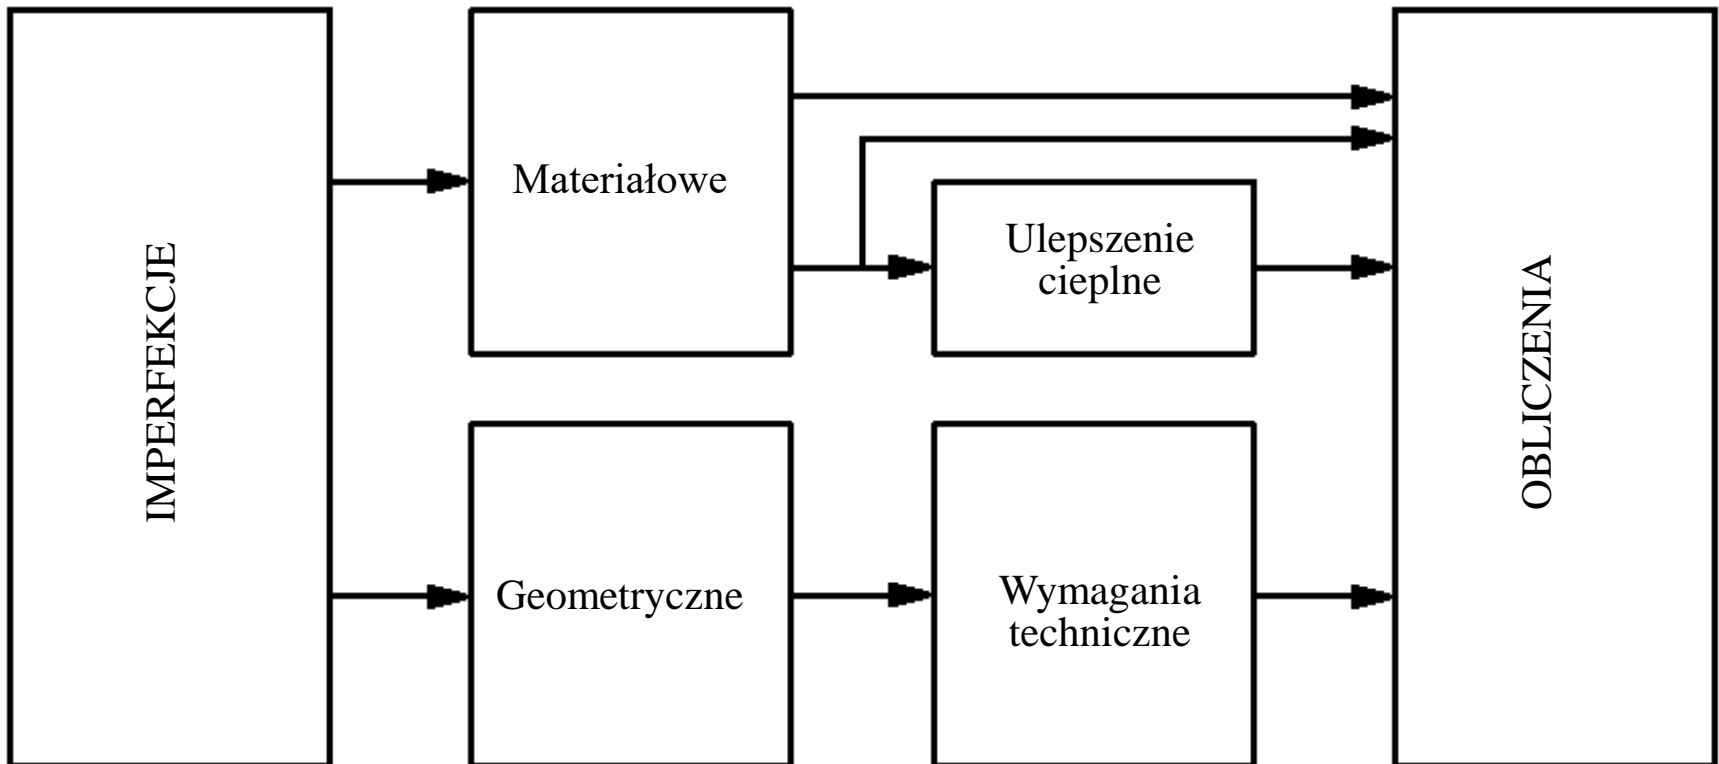 IMPERFEKCJE
Materiałowe
Ulepszenie
cieplne
Geometryczne
Wymagania
techniczne
OBLICZENIA